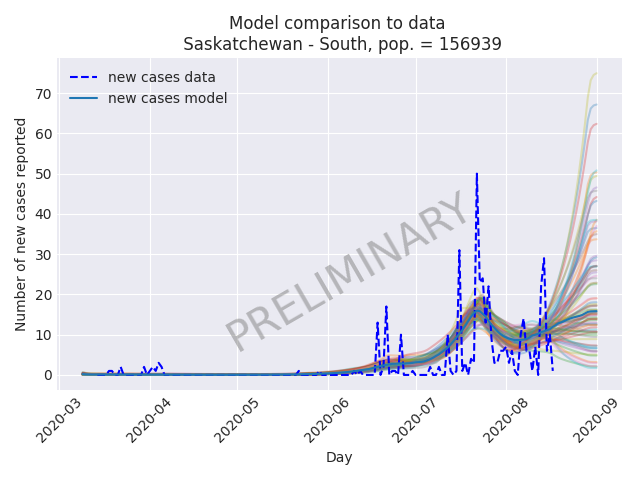 Model comparison to data
Saskatchewan - South, pop. = 156939
new cases data
new cases model
Number of new cases reported
70
60
50
40
30
20
10
0
PRELIMINARY
2020-03
2020-04
2020-05
2020-06
2020-07
2020-08
2020-09
Day